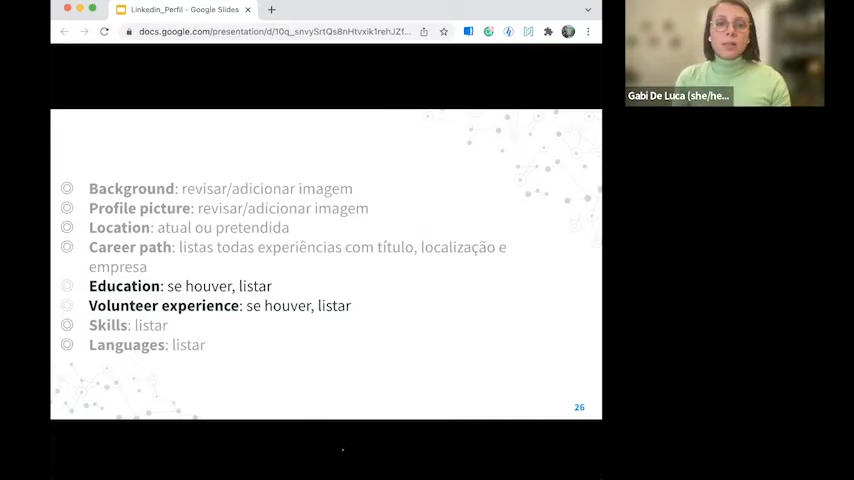 Linkedin_Perfil - Google Slides
docs.google.com/presentation/d/10q_snvySrtQs8nHtvxik1rehJZf...
Gabi De Luca (she/he...
Background: revisar/adicionar imagem
Profile picture: revisar/adicionar imagem
Location: atual ou pretendida
Career path: listas todas experiências com título, localização e
empresa
Education: se houver, listar
Volunteer experience: se houver, listar
Skills: listar
Languages: listar
26